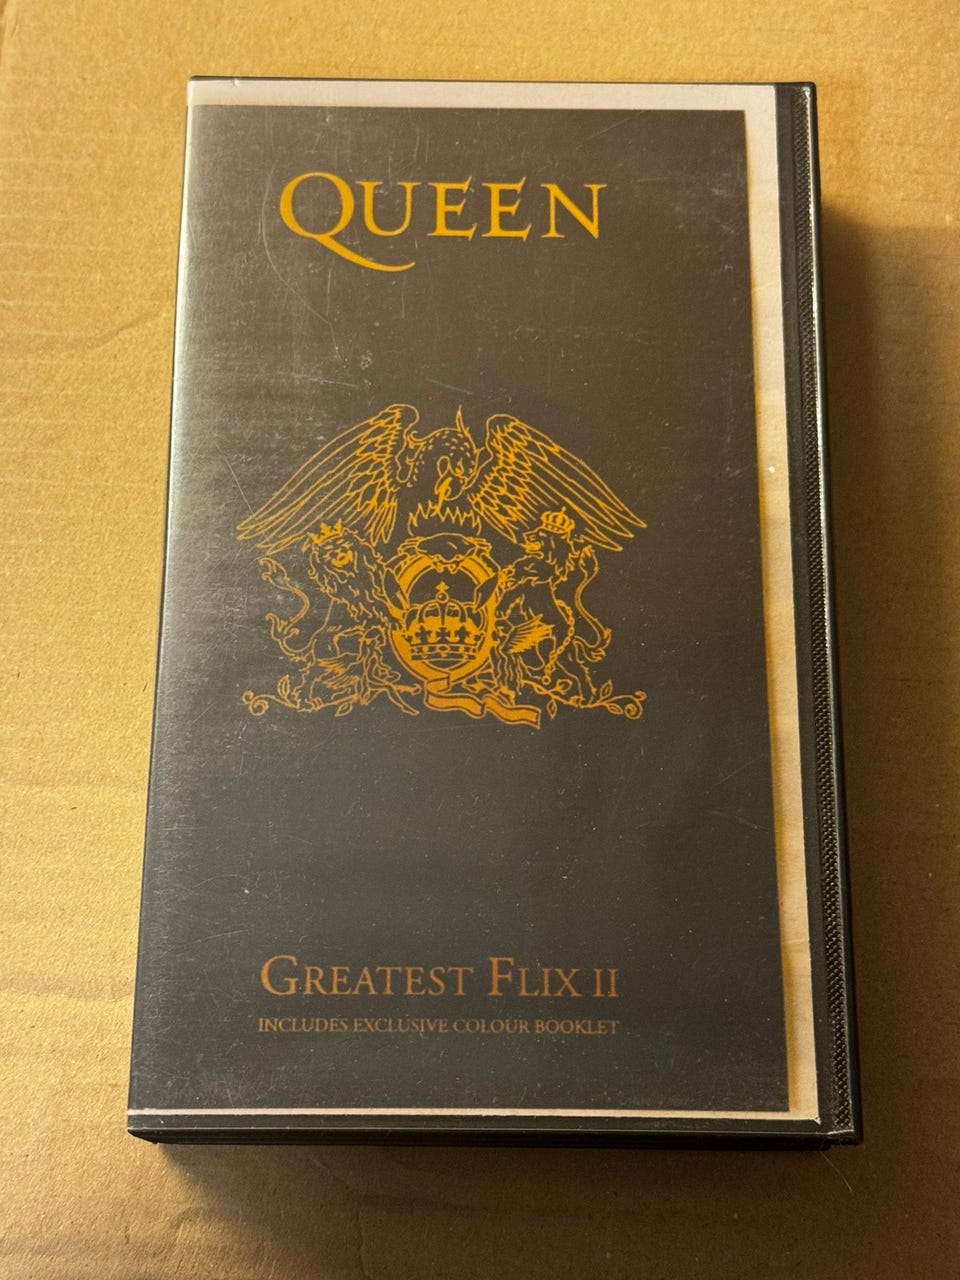 QUEEN
GREATEST FLIX II
INCLUDES EXCLUSIVE COLOUR BOOKLET